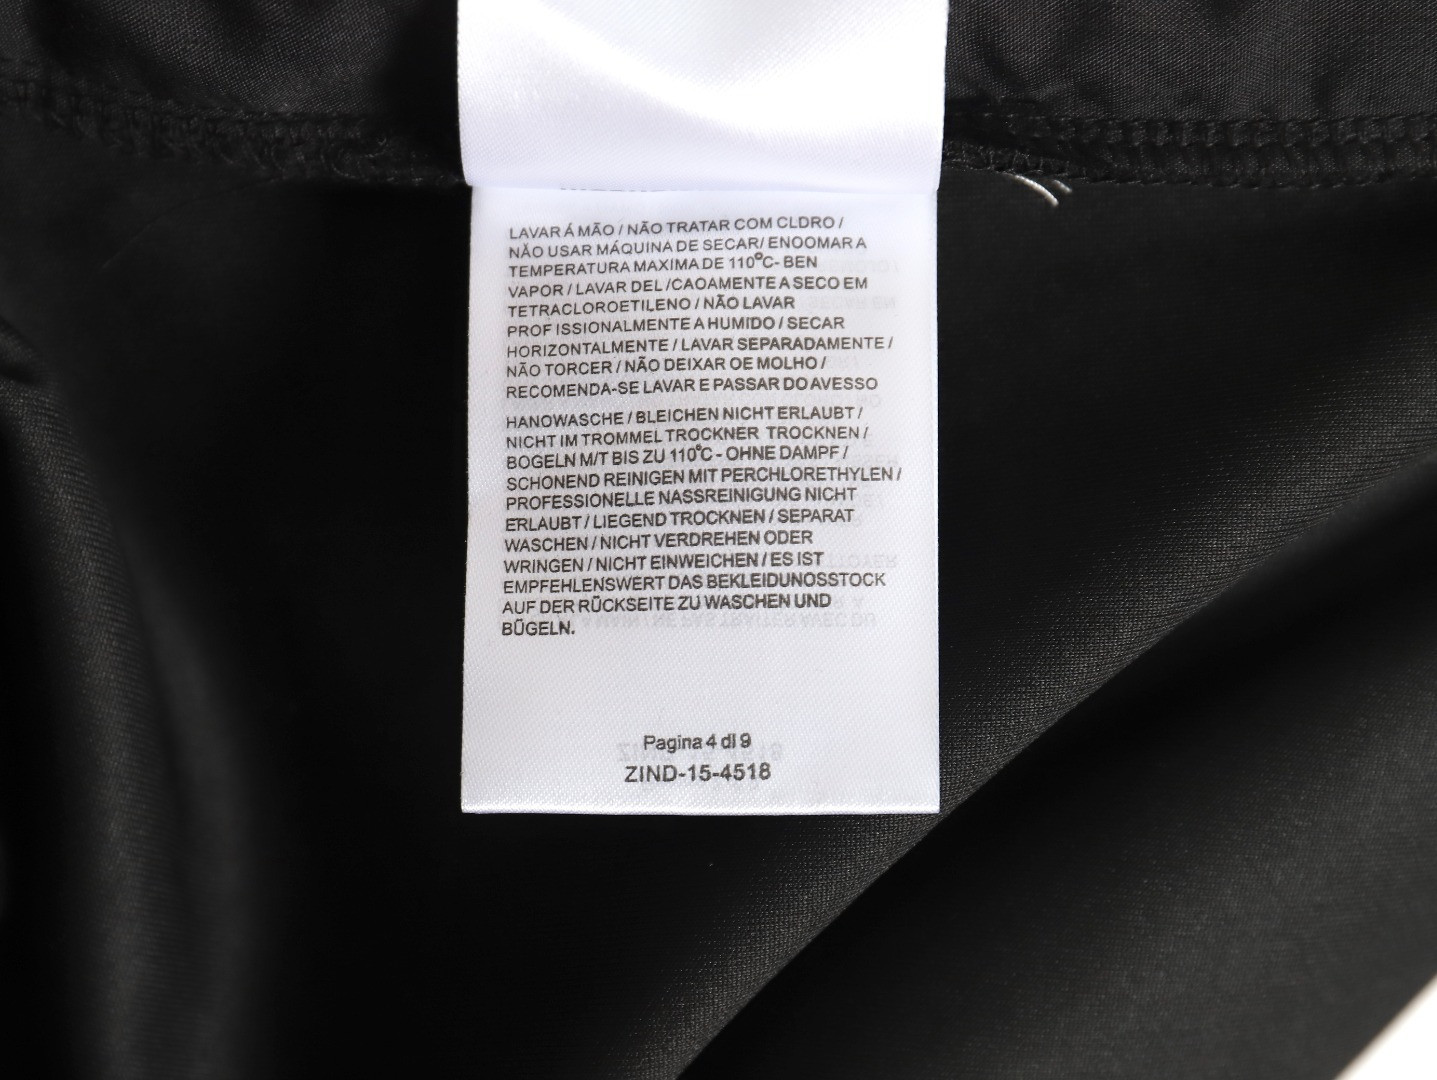 LAVAR Á MÃO / NÃO TRATAR COM CLDRO /
NÃO USAR MÁQUINA DE SECAR/ ENOOMAR A
TEMPERATURA MAXIMA DE 110°C- BEN
VAPOR / LAVAR DEL /CAOAMENTE A SECO EM
TETRACLOROETILENO / NÃO LAVAR
PROF ISSIONALMENTE A HUMIDO / SECAR
HORIZONTALMENTE / LAVAR SEPARADAMENTE /
NÃO TORCER / NÃO DEIXAR OE MOLHO /
RECOMENDA-SE LAVAR E PASSAR DO AVESSO
HANOWASCHE / BLEICHEN NICHT ERLAUBT /
NICHT IM TROMMEL TROCKNER TROCKNEN /
BOGELN M/T BIS ZU 110°C - OHNE DAMPF /
SCHONEND REINIGEN MIT PERCHLORETHYLEN /
PROFESSIONELLE NASSREINIGUNG NICHT
ERLAUBT / LIEGEND TROCKNEN / SEPARAT
WASCHEN / NICHT VERDREHEN ODER
WRINGEN / NICHT EINWEICHEN / ES IST
EMPFEHLENSWERT DAS BEKLEIDUNOSSTOCK
AUF DER RÜCKSEITE ZU WASCHEN UND
BÜGELN.
Pagina 4 dl 9
ZIND-15-4518